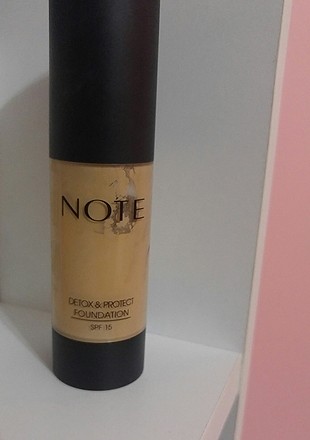 NOTE
DETOX & PROTECT
FOUNDATION
SPF 15